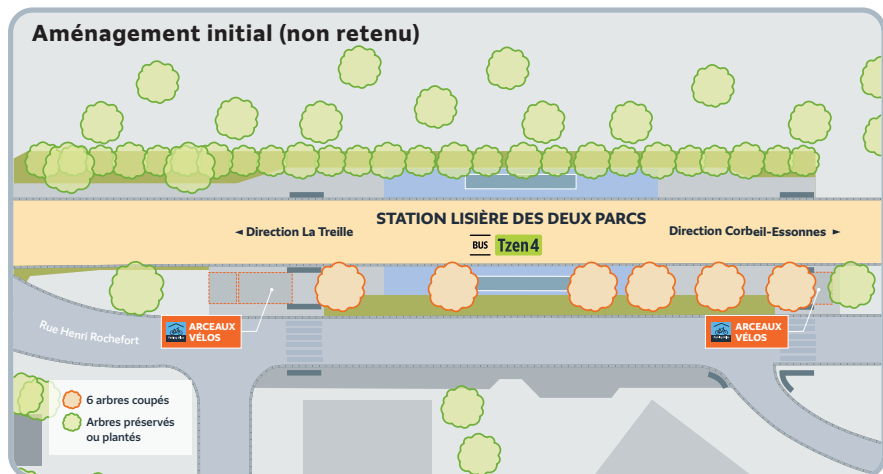 Aménagement initial (non retenu)
STATION LISIÈRE DES DEUX PARCS
◄ Direction La Treille
Direction Corbeil-Essonnes ►
BUS Tzen 4
Rue Henri Rochefort
ARCEAUX
VÉLOS
ARCEAUX
VÉLOS
6 arbres coupés
Arbres préservés
ou plantés